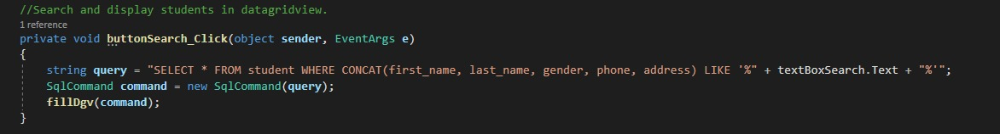 //Search and display students in datagridview.
1 reference
private void buttonSearch_Click(object sender, EventArgs e)
{
string query = "SELECT * FROM student WHERE CONCAT(first_name, last_name, gender, phone, address) LIKE '%" + textBoxSearch.Text + "%'";
SqlCommand command = new SqlCommand(query);
fillDgv(command);
}